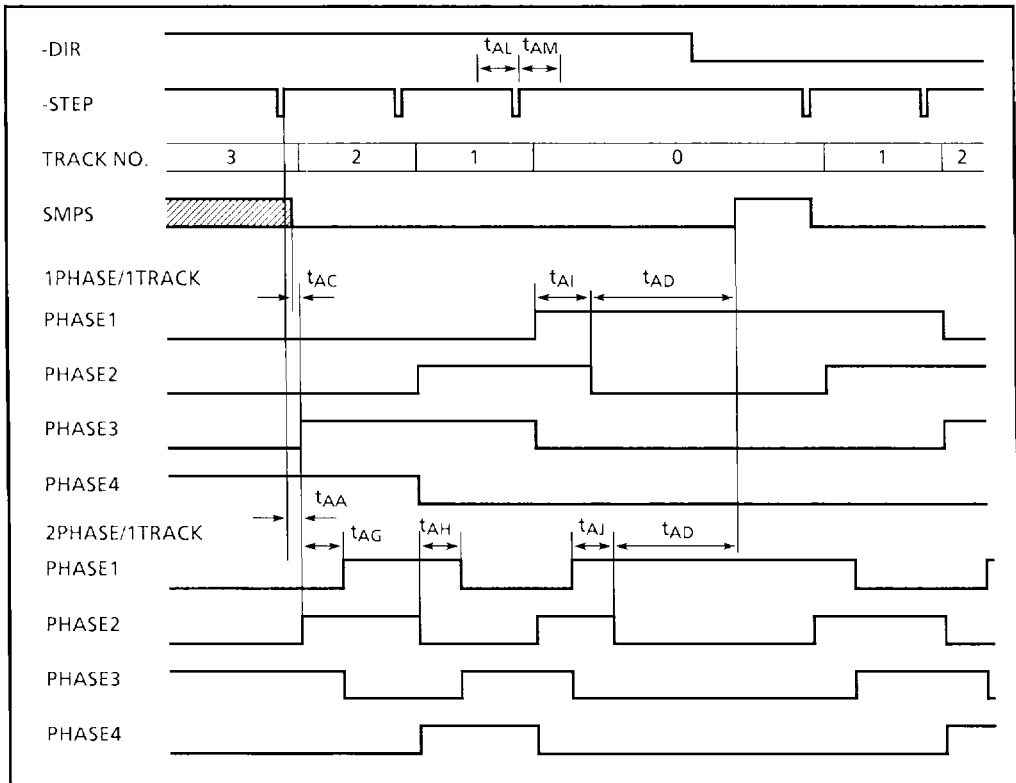 -DIR
tAL tAM
-STEP
TRACK NO. 3 2 1 0 1 2
SMPS
1PHASE/1TRACK tAC tAI tAD
PHASE1
PHASE2
PHASE3
PHASE4
tAA
2PHASE/1TRACK tAG tAH tAJ tAD
PHASE1
PHASE2
PHASE3
PHASE4